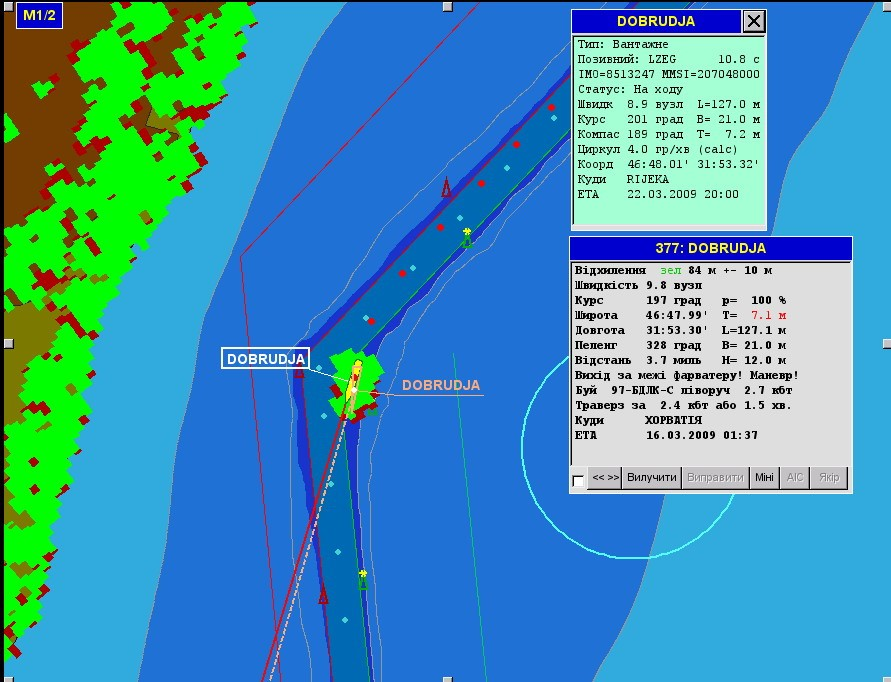 M1/2
DOBRUDJA
Тип: Вантажне
Позивний: LZEG 10.8 с
IMO=8513247 MMSI=207048000
Статус: На ходу
Швидк 8.9 вузл L=127.0 м
Курс 201 град B= 21.0 м
Компас 189 град T= 7.2 м
Циркул 4.0 гр/хв (calc)
Коорд 46:48.01' 31:53.32'
Куди RIJEKA
ЕТА 22.03.2009 20:00
377: DOBRUDJA
Відхилення зел 84 м +- 10 м
Швидкість 9.8 вузл
Курс 197 град p= 100 %
Широта 46:47.99' T= 7.1 м
Довгота 31:53.30' L=127.1 м
Пеленг 328 град B= 21.0 м
Відстань 3.7 миль H= 12.0 м
Вихід за межі фарватеру! Маневр!
Буй 97-БДЛК-С ліворуч 2.7 кбт
Траверз за 2.4 кбт або 1.5 хв.
Куди ХОРВАТІЯ
ЕТА 16.03.2009 01:37
<< >> Вилучити Виправити Міні АІС Якір
DOBRUDJA
DOBRUDJA